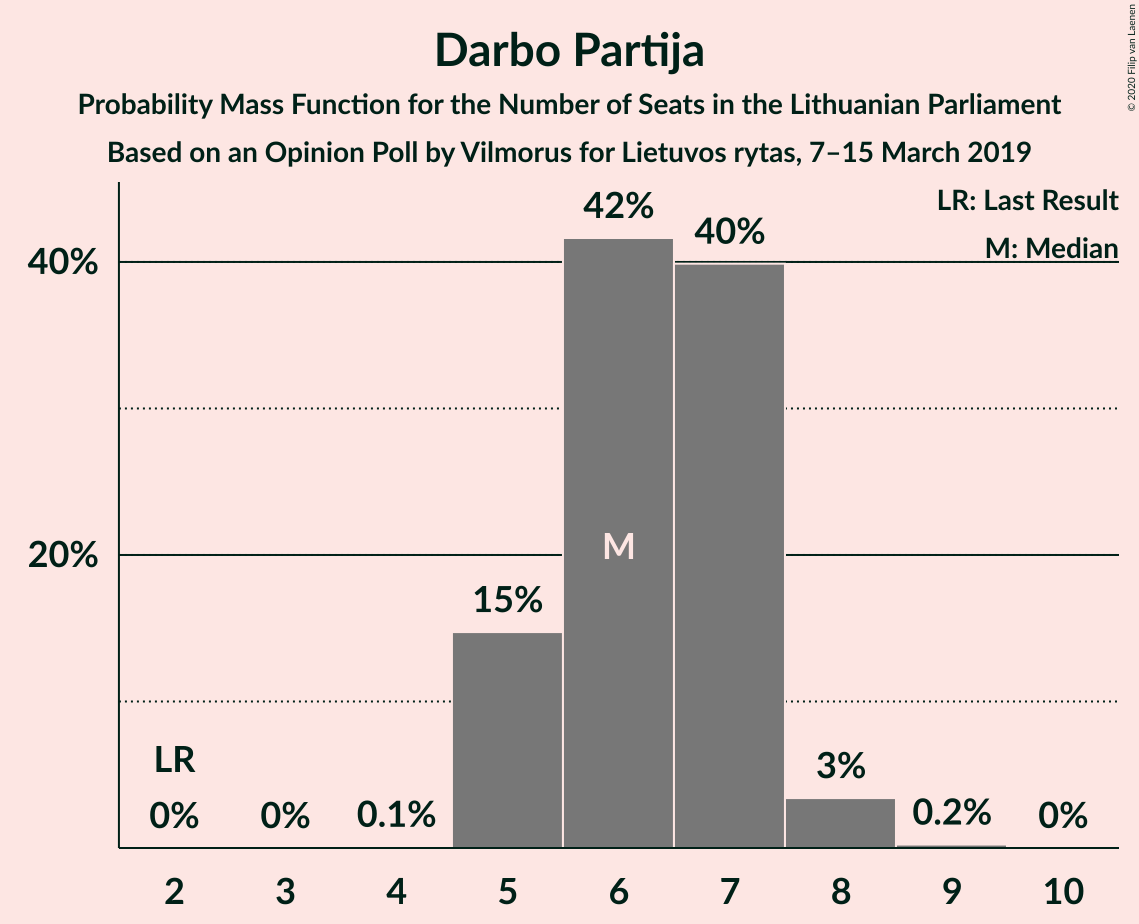 Darbo Partija
Probability Mass Function for the Number of Seats in the Lithuanian Parliament
Based on an Opinion Poll by Vilmorus for Lietuvos rytas, 7–15 March 2019
© 2020 Filip van Laenen
LR: Last Result
M: Median
42%
40%
40%
M
20%
15%
LR
3%
0% 0% 0.1% 0.2% 0%
2 3 4 5 6 7 8 9 10